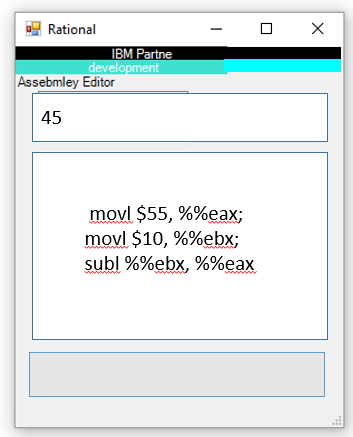 Rational
IBM Partne
development
Assebmley Editor
45
movl $55, %%eax;
movl $10, %%ebx;
subl %%ebx, %%eax